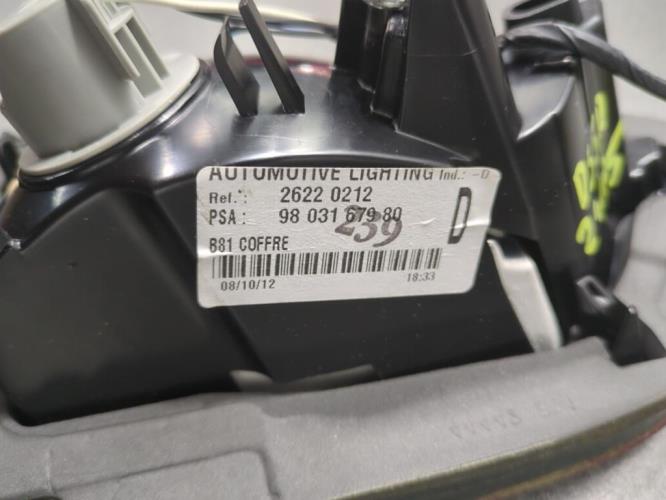 AUTOMOTIVE LIGHTING Ind.: -D
Ref.: 2622 0212
PSA: 98 031 679 80
239
D
B81 COFFRE
08/10/12 18:33